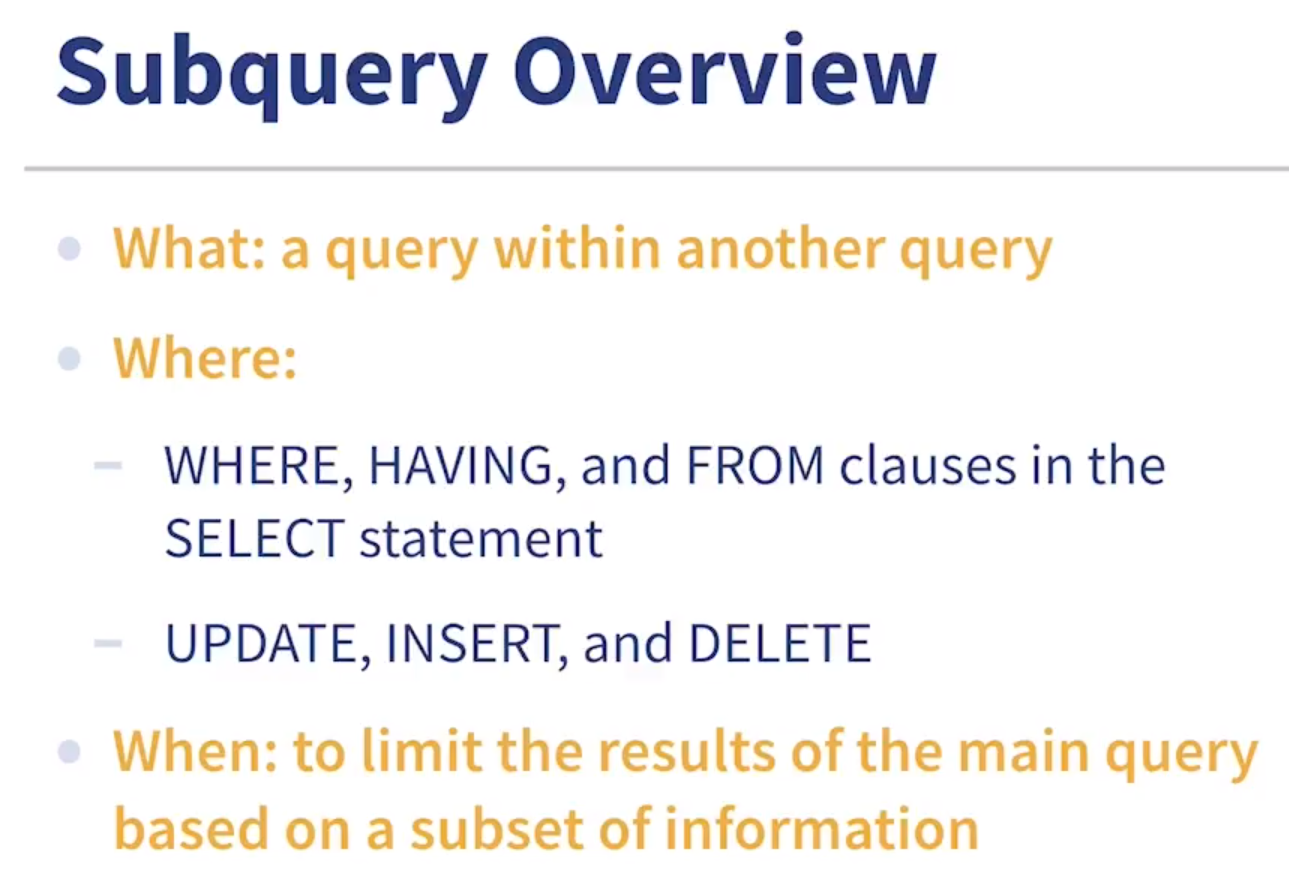 Subquery Overview
• What: a query within another query
• Where:
– WHERE, HAVING, and FROM clauses in the
SELECT statement
– UPDATE, INSERT, and DELETE
• When: to limit the results of the main query
based on a subset of information